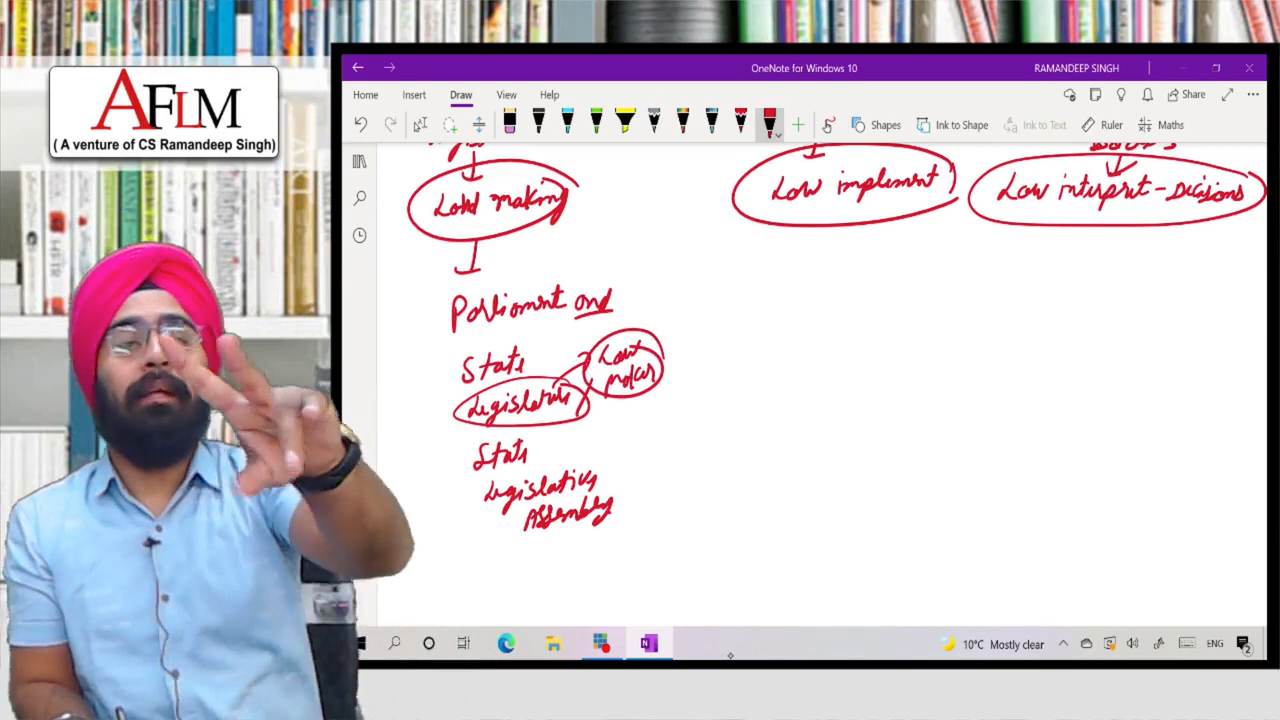 AFLM
( A venture of CS Ramandeep Singh)
OneNote for Windows 10
RAMANDEEP SINGH
Home Insert Draw View Help
Share
Shapes
Ink to Shape
Ink to Text
Ruler
Maths
Law making
Law implement
Law interpret - Decisions
Parliament and
State
Legislature
Law
State
Legislative
Assembly
10°C Mostly clear
ENG
2